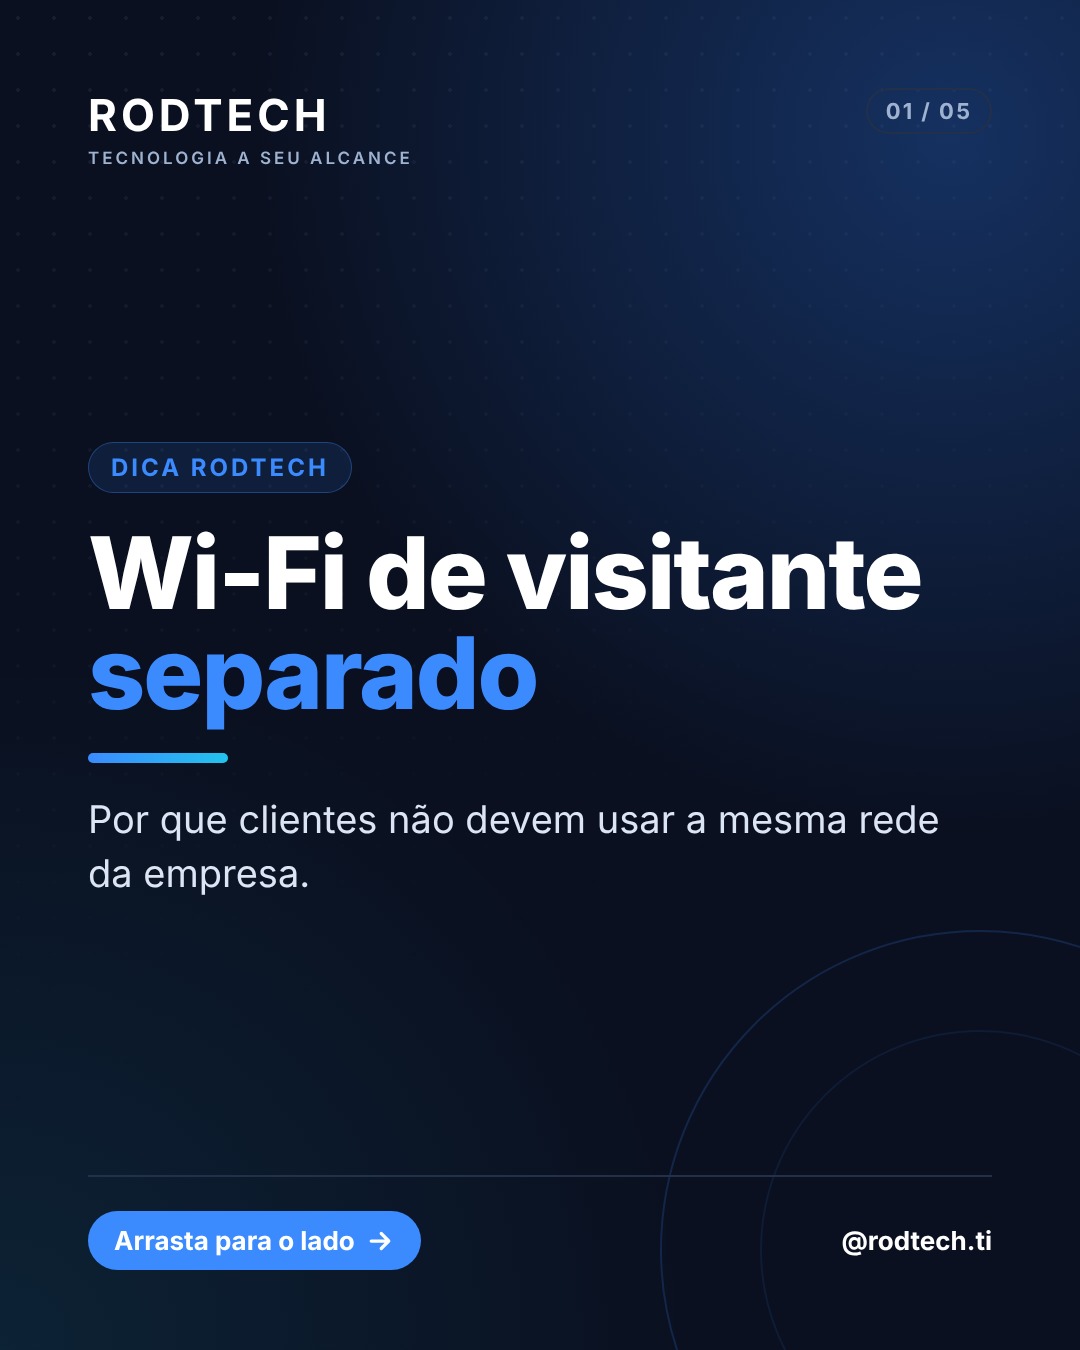 RODTECH
TECNOLOGIA A SEU ALCANCE
01 / 05
DICA RODTECH
Wi-Fi de visitante
separado
Por que clientes não devem usar a mesma rede
da empresa.
Arrasta para o lado →
@rodtech.ti